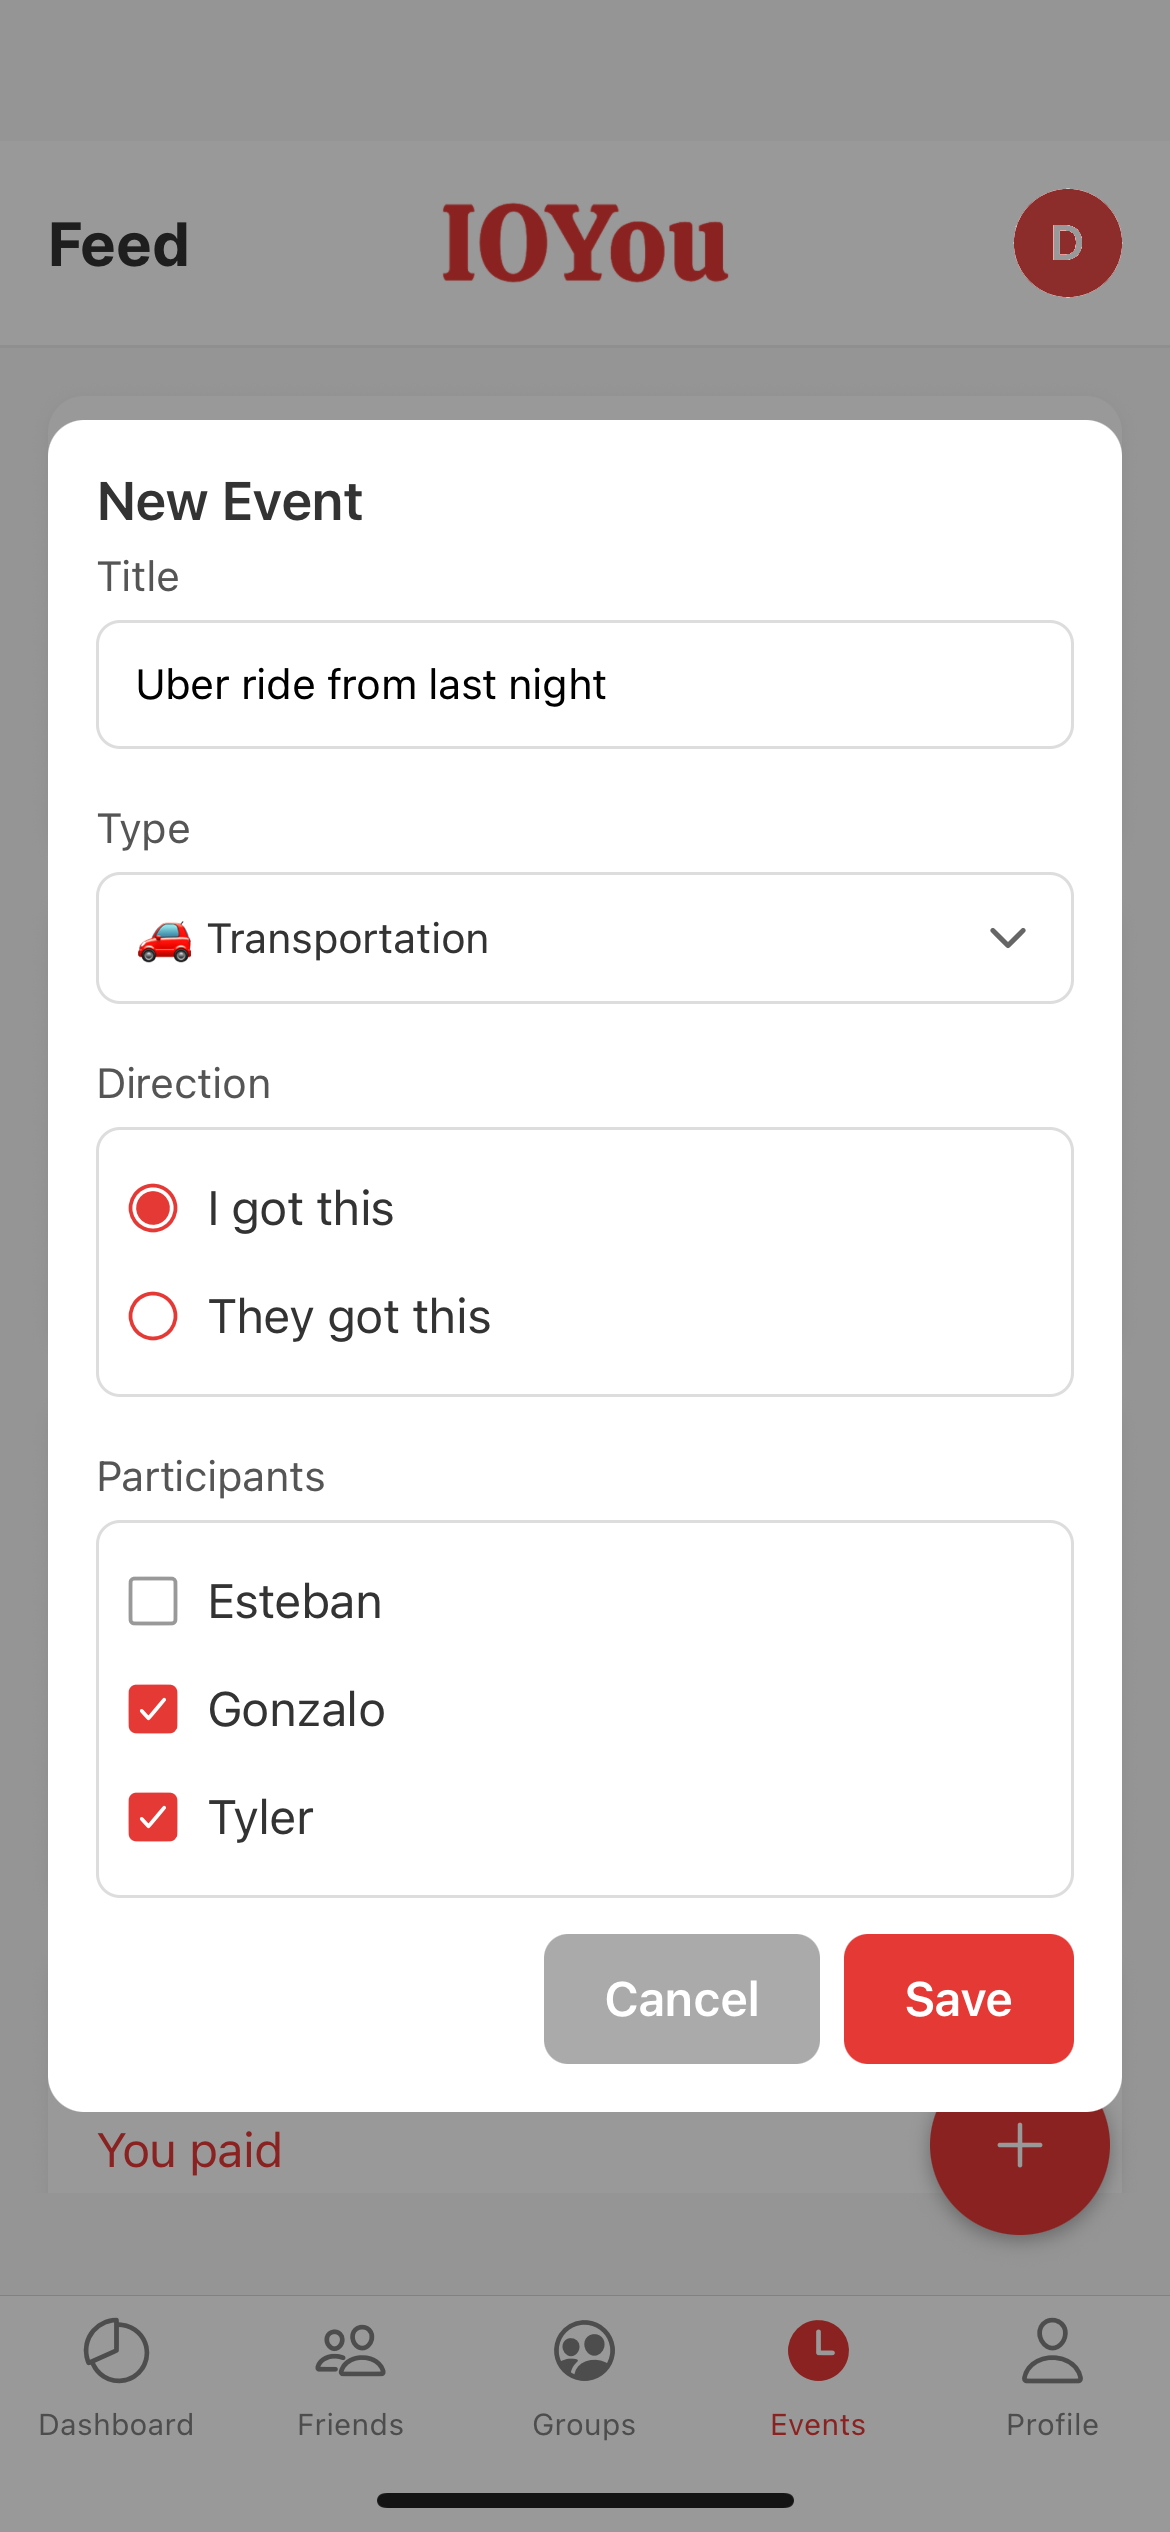 Feed
IOYou
D
New Event
Title
Uber ride from last night
Type
Transportation
Direction
I got this
They got this
Participants
Esteban
Gonzalo
Tyler
Cancel
Save
You paid
Dashboard
Friends
Groups
Events
Profile